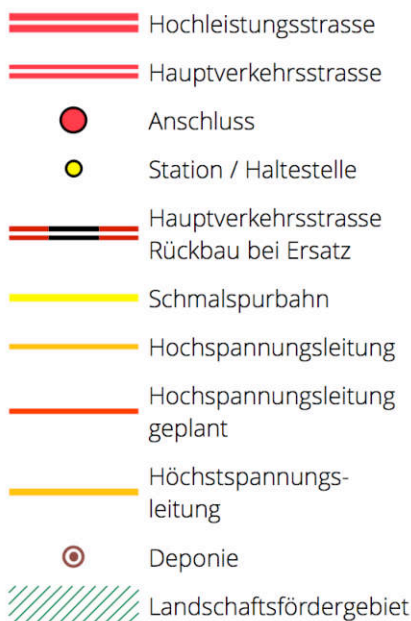 Hochleistungsstrasse
Hauptverkehrsstrasse
Anschluss
Station / Haltestelle
Hauptverkehrsstrasse
Rückbau bei Ersatz
Schmalspurbahn
Hochspannungsleitung
Hochspannungsleitung
geplant
Höchstspannungs-
leitung
Deponie
Landschaftsfördergebiet